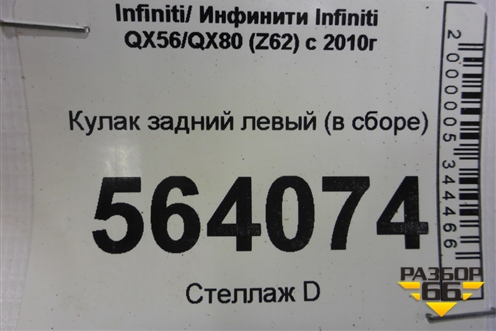 Infiniti/ Инфинити Infiniti
QX56/QX80 (Z62) с 2010г
Кулак задний левый (в сборе)
564074
Стеллаж D
2000005344466
РАЗБОР
66